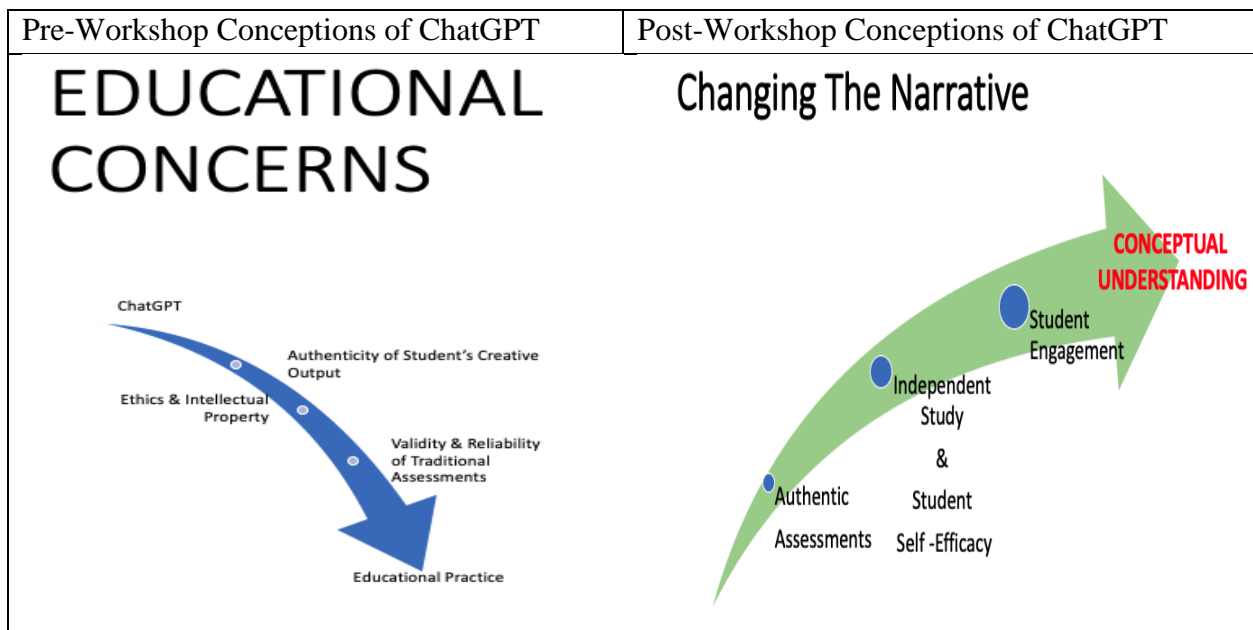 Pre-Workshop Conceptions of ChatGPT
Post-Workshop Conceptions of ChatGPT
EDUCATIONAL
CONCERNS
ChatGPT
Authenticity of Student's Creative
Output
Ethics & Intellectual
Property
Validity & Reliability
of Traditional
Assessments
Educational Practice
Changing The Narrative
CONCEPTUAL
UNDERSTANDING
Student
Engagement
Independent
Study
&
Student
Self -Efficacy
Authentic
Assessments